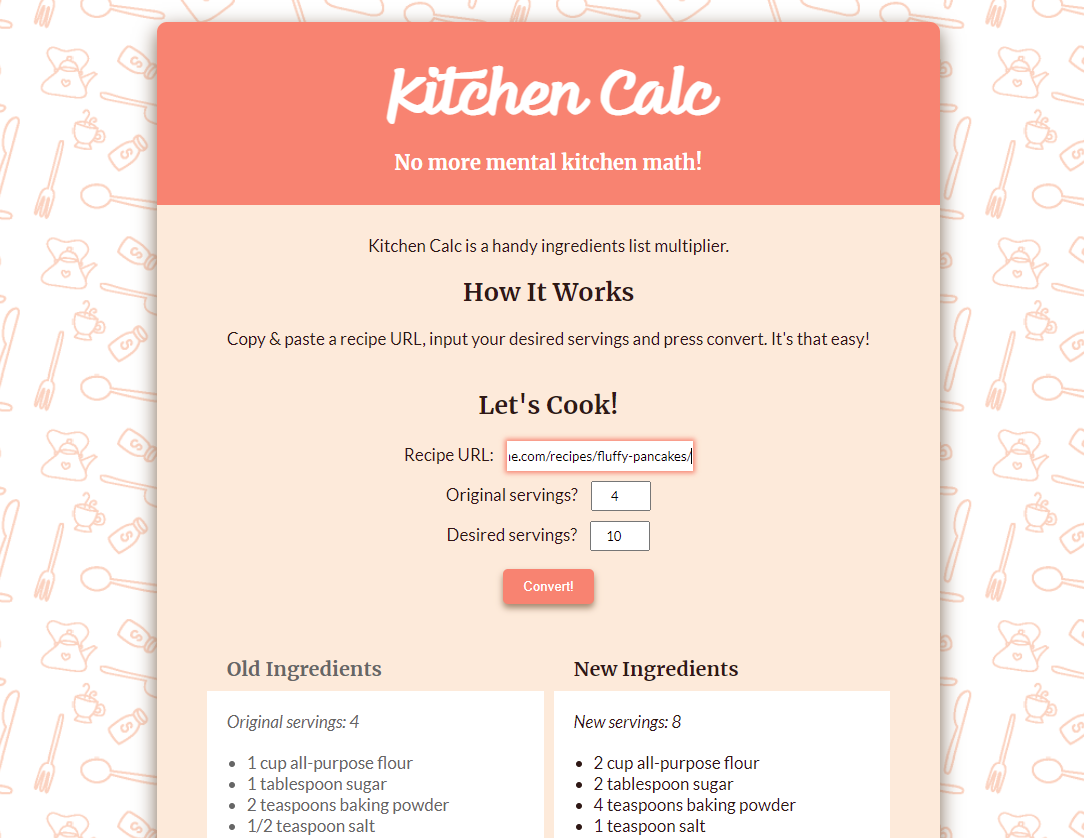 Kitchen Calc
No more mental kitchen math!
Kitchen Calc is a handy ingredients list multiplier.
How It Works
Copy & paste a recipe URL, input your desired servings and press convert. It's that easy!
Let's Cook!
Recipe URL: e.com/recipes/fluffy-pancakes/
Original servings? 4
Desired servings? 10
Convert!
Old Ingredients
Original servings: 4
1 cup all-purpose flour
1 tablespoon sugar
2 teaspoons baking powder
1/2 teaspoon salt
New Ingredients
New servings: 8
2 cup all-purpose flour
2 tablespoon sugar
4 teaspoons baking powder
1 teaspoon salt